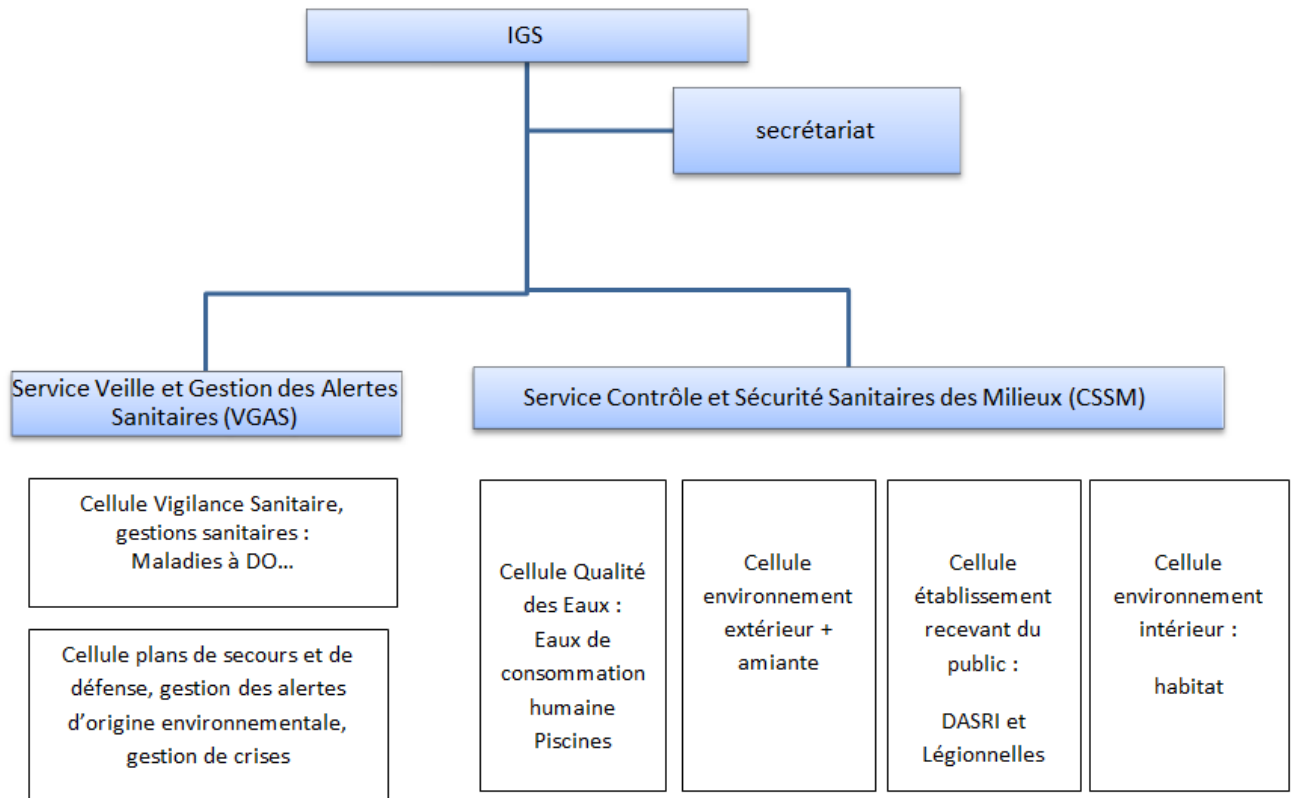 IGS
secrétariat
Service Veille et Gestion des Alertes
Sanitaires (VGAS)
Service Contrôle et Sécurité Sanitaires des Milieux (CSSM)
Cellule Vigilance Sanitaire,
gestions sanitaires :
Maladies à DO...
Cellule plans de secours et de
défense, gestion des alertes
d'origine environnementale,
gestion de crises
Cellule Qualité
des Eaux :
Eaux de
consommation
humaine
Piscines
Cellule
environnement
extérieur +
amiante
Cellule
établissement
recevant du
public :
DASRI et
Légionnelles
Cellule
environnement
intérieur :
habitat